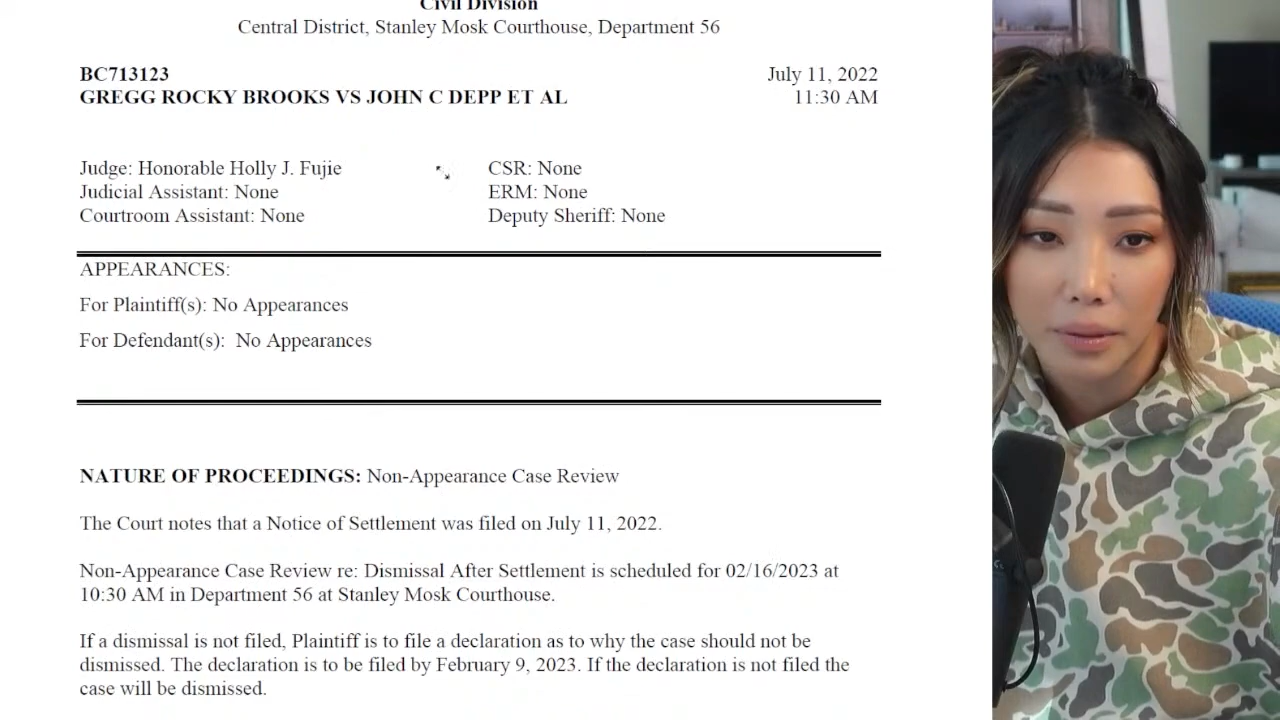 Civil Division
Central District, Stanley Mosk Courthouse, Department 56
BC713123 July 11, 2022
GREGG ROCKY BROOKS VS JOHN C DEPP ET AL 11:30 AM
Judge: Honorable Holly J. Fujie CSR: None
Judicial Assistant: None ERM: None
Courtroom Assistant: None Deputy Sheriff: None
APPEARANCES:
For Plaintiff(s): No Appearances
For Defendant(s): No Appearances
NATURE OF PROCEEDINGS: Non-Appearance Case Review
The Court notes that a Notice of Settlement was filed on July 11, 2022.
Non-Appearance Case Review re: Dismissal After Settlement is scheduled for 02/16/2023 at
10:30 AM in Department 56 at Stanley Mosk Courthouse.
If a dismissal is not filed, Plaintiff is to file a declaration as to why the case should not be
dismissed. The declaration is to be filed by February 9, 2023. If the declaration is not filed the
case will be dismissed.